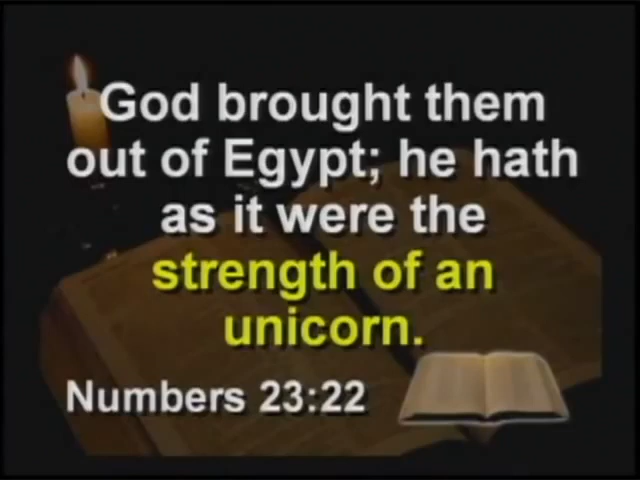 God brought them
out of Egypt; he hath
as it were the
strength of an
unicorn.
Numbers 23:22